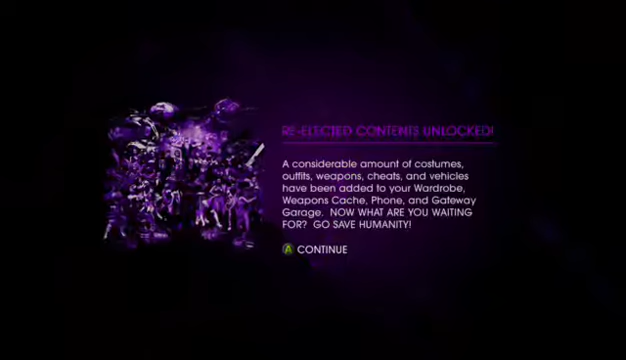 RE-ELECTED CONTENTS UNLOCKED!
A considerable amount of costumes,
outfits, weapons, cheats, and vehicles
have been added to your Wardrobe,
Weapons Cache, Phone, and Gateway
Garage. NOW WHAT ARE YOU WAITING
FOR? GO SAVE HUMANITY!
A CONTINUE